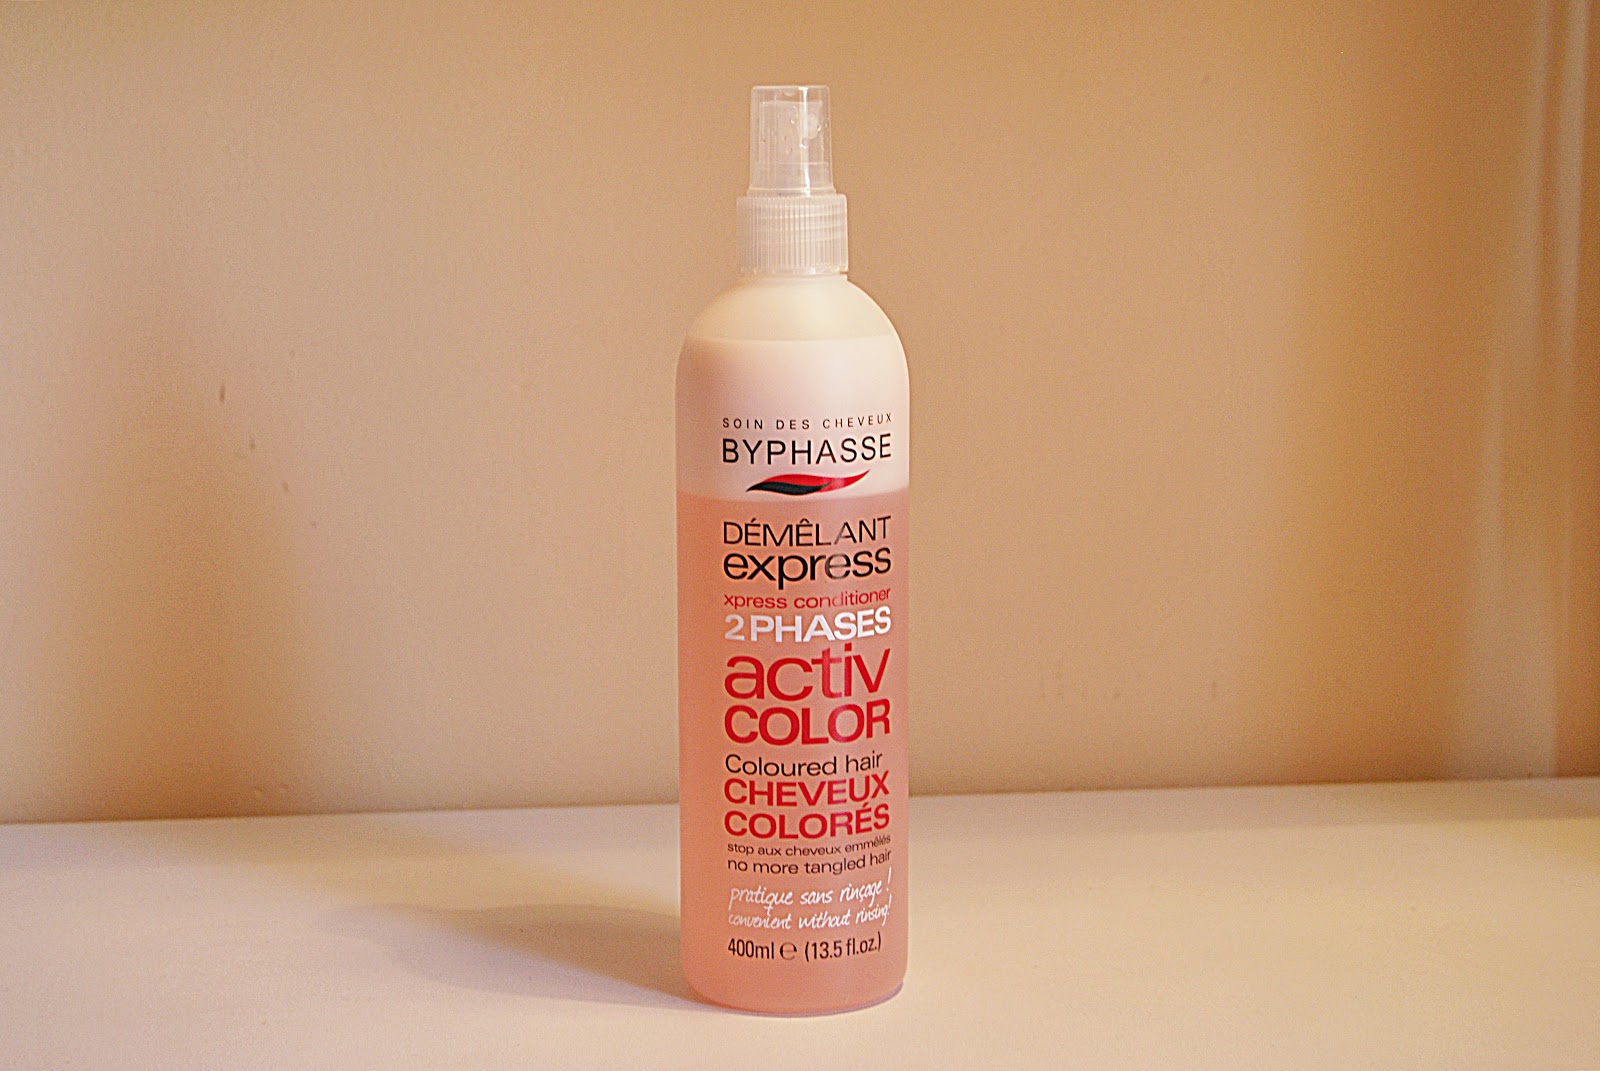 SOIN DES CHEVEUX
BYPHASSE
DÉMÊLANT
express
xpress conditioner
2 PHASES
activ
COLOR
Coloured hair
CHEVEUX
COLORÉS
stop aux cheveux emmêlés
no more tangled hair
pratique sans rinçage !
convenient without rinsing!
400ml ℮ (13.5 fl.oz.)